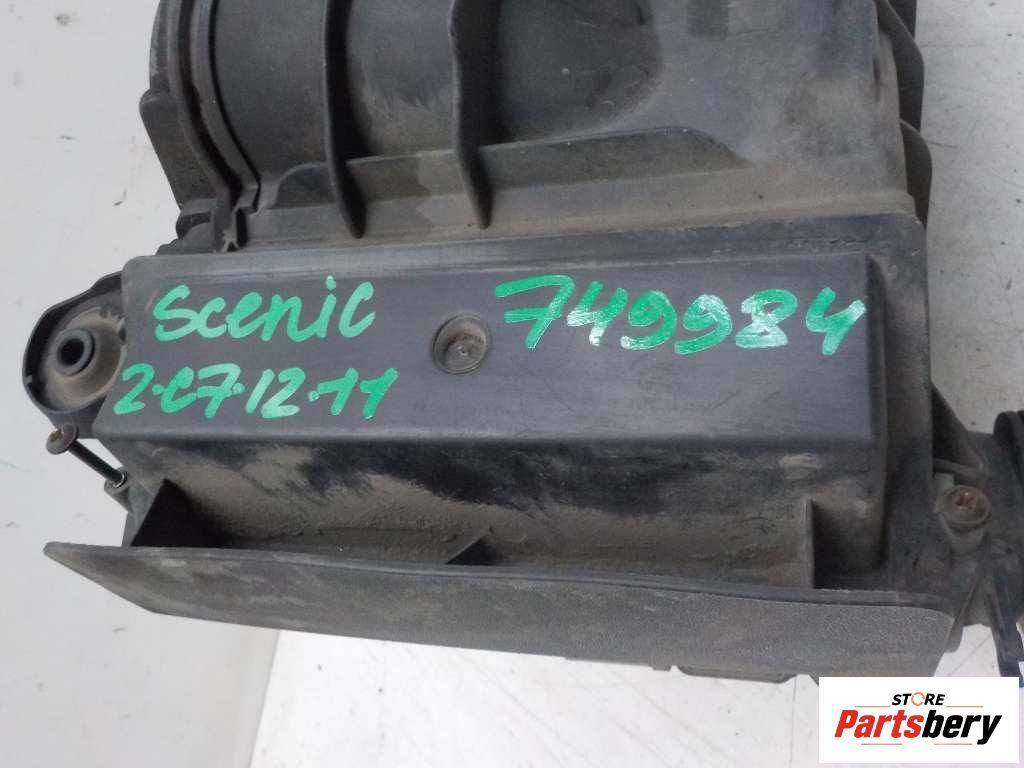 scenic
749984
2.C7.12.11
STORE
Partsbery